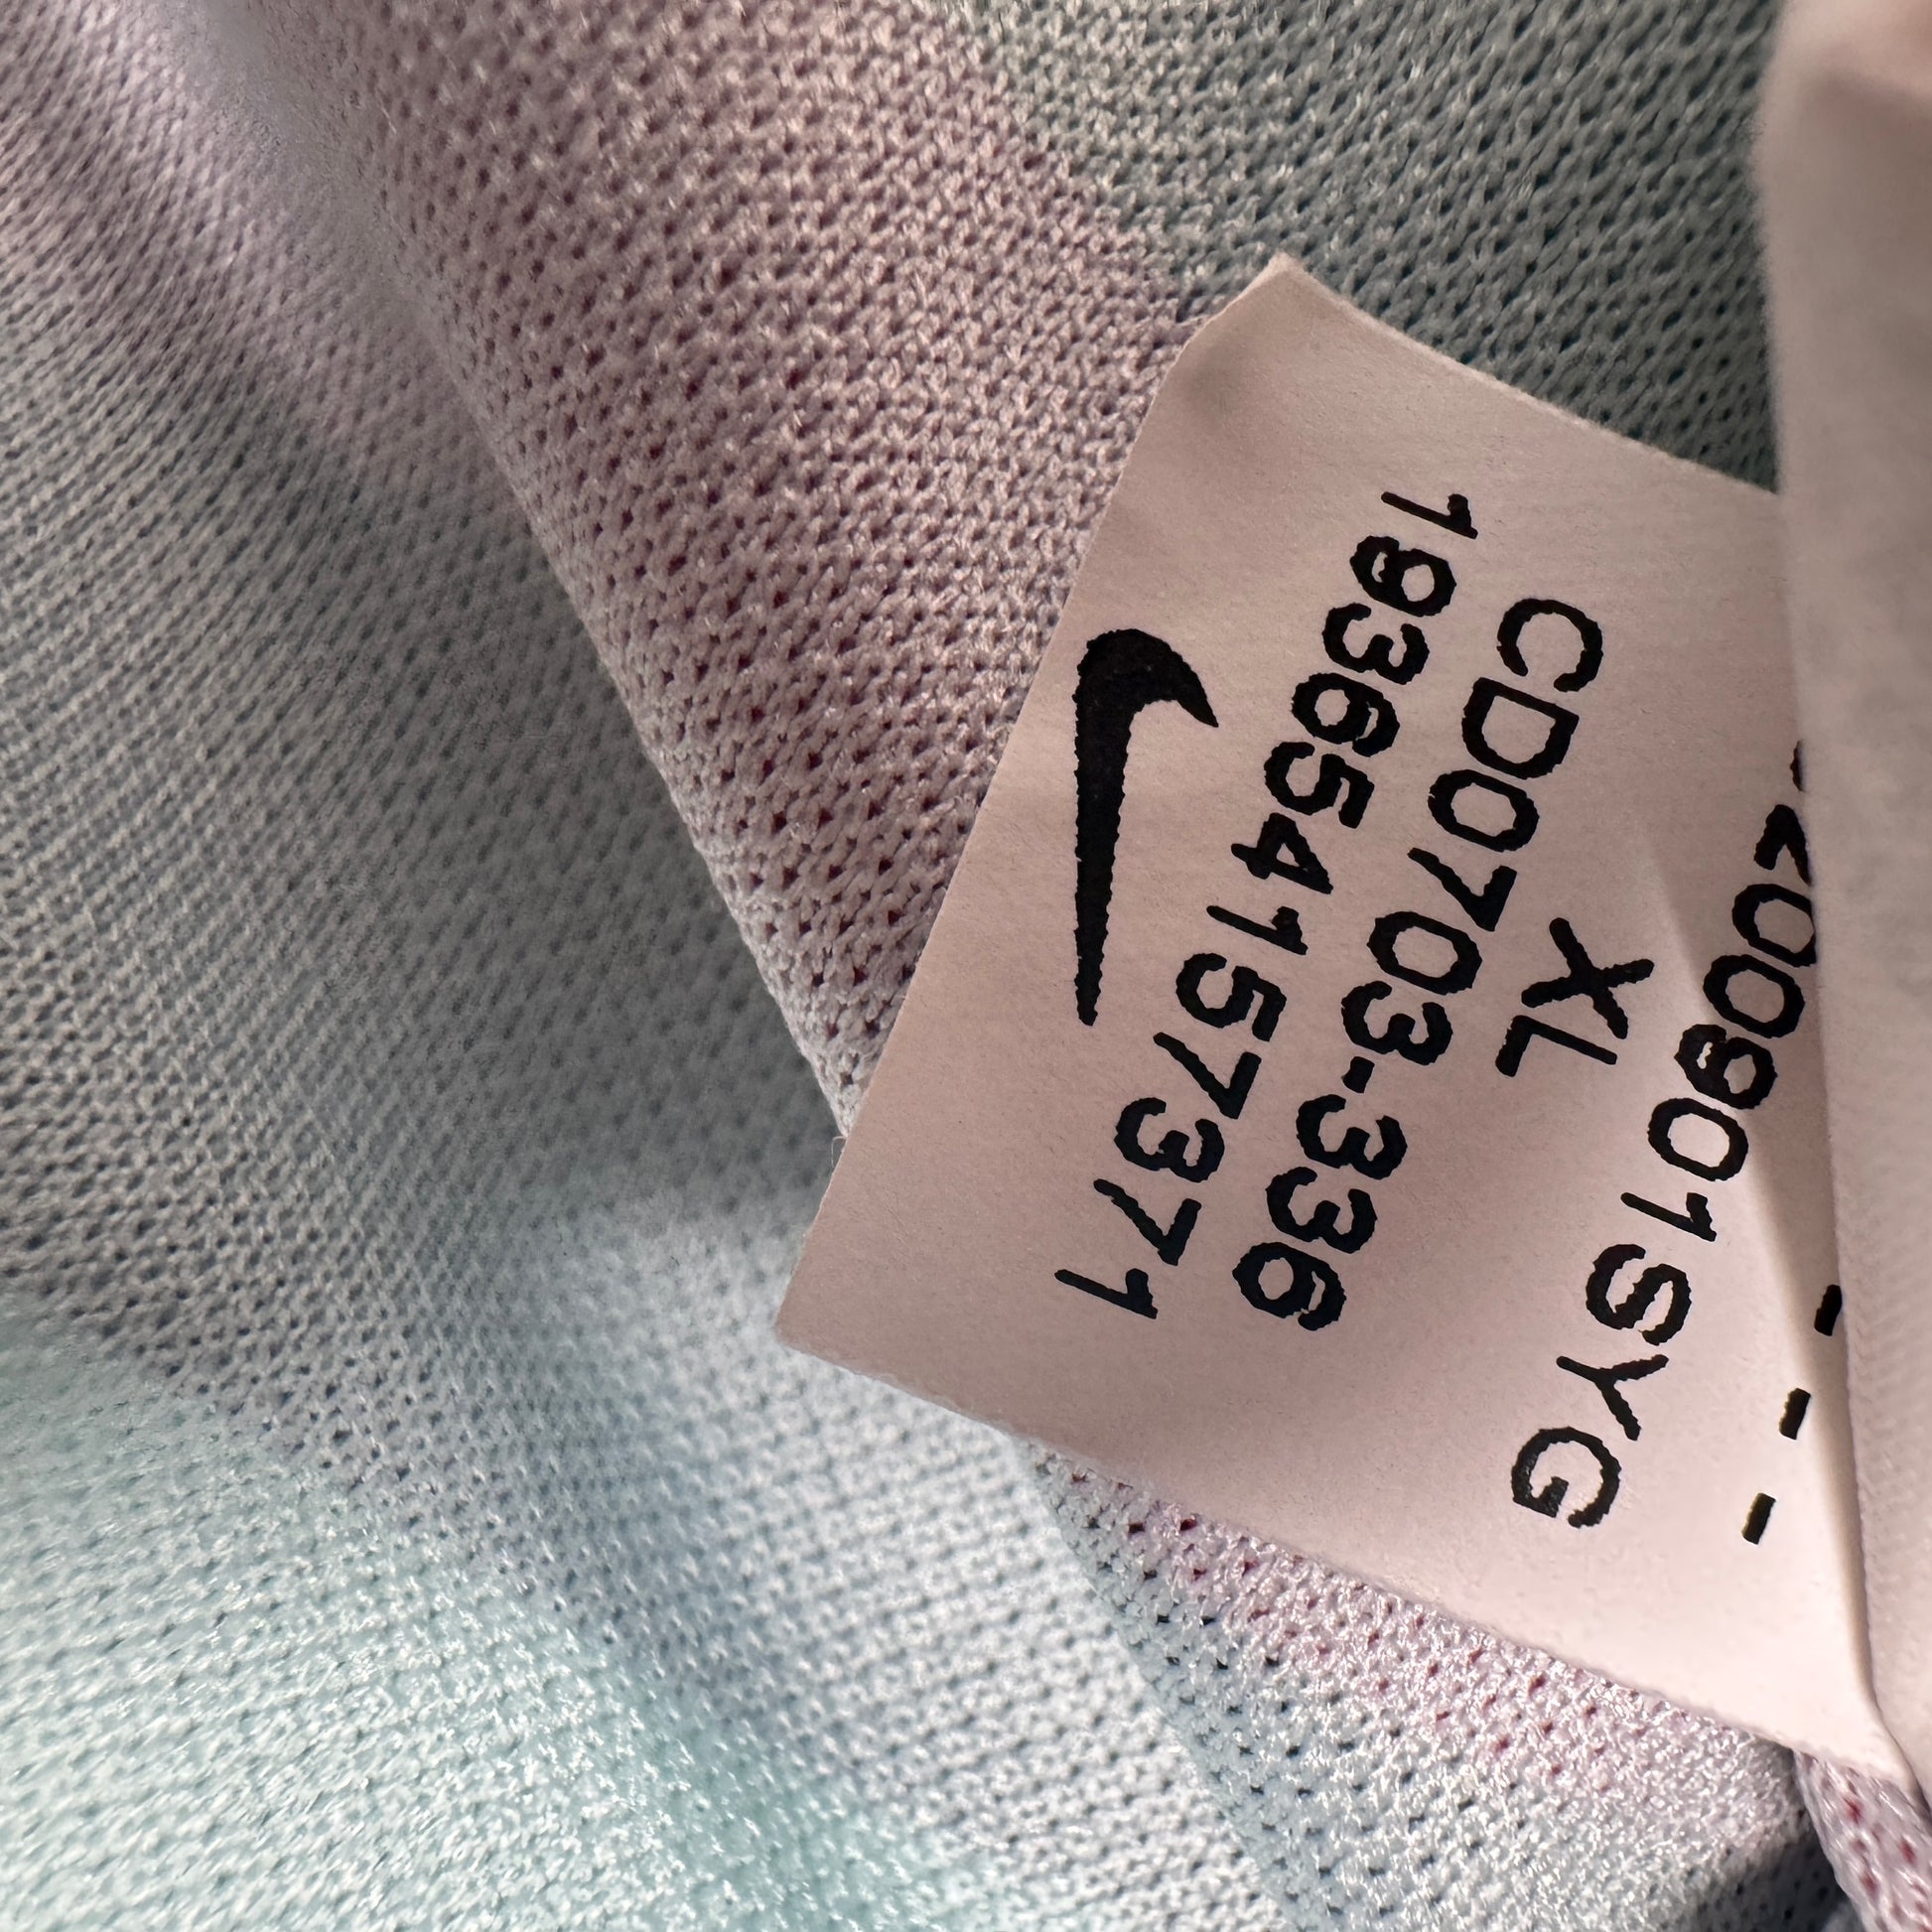 193654157371
CD0703-336
XL
200901SYG
- - -